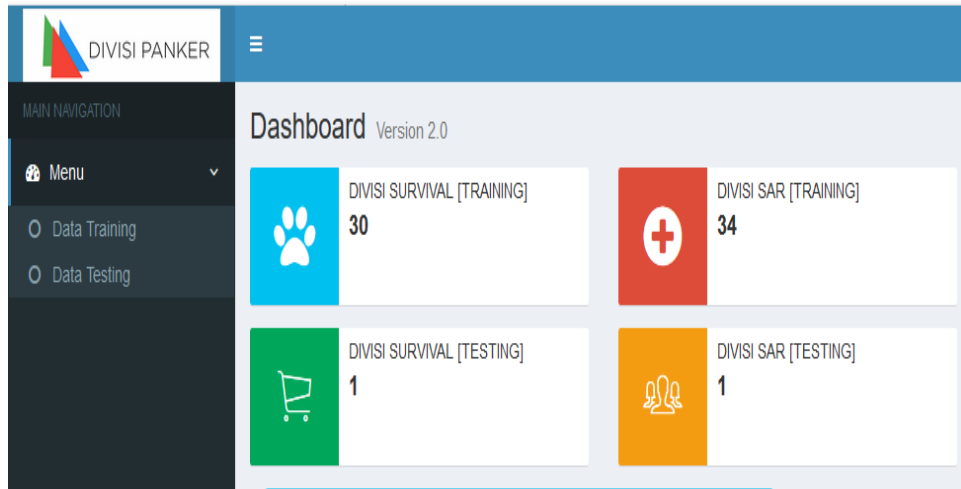 DIVISI PANKER
MAIN NAVIGATION
Menu
Data Training
Data Testing
Dashboard Version 2.0
DIVISI SURVIVAL [TRAINING]
30
DIVISI SAR [TRAINING]
34
DIVISI SURVIVAL [TESTING]
1
DIVISI SAR [TESTING]
1